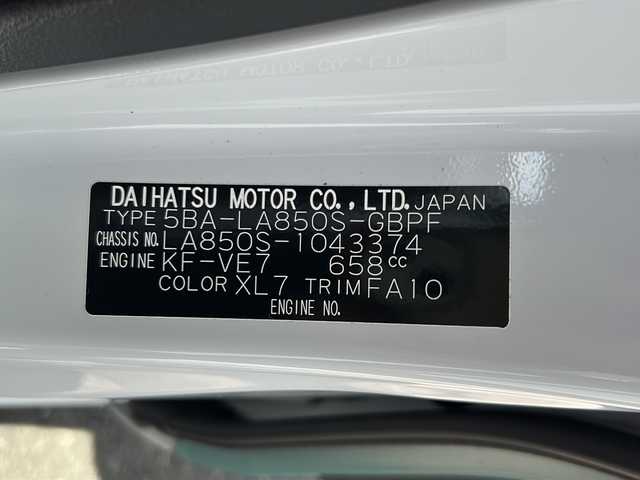 DAIHATSU MOTOR CO.,LTD. JAPAN
TYPE 5BA-LA850S-GBPF
CHASSIS NO. LA850S-1043374
ENGINE KF-VE7 658cc
COLOR XL7 TRIM FA10
ENGINE NO.